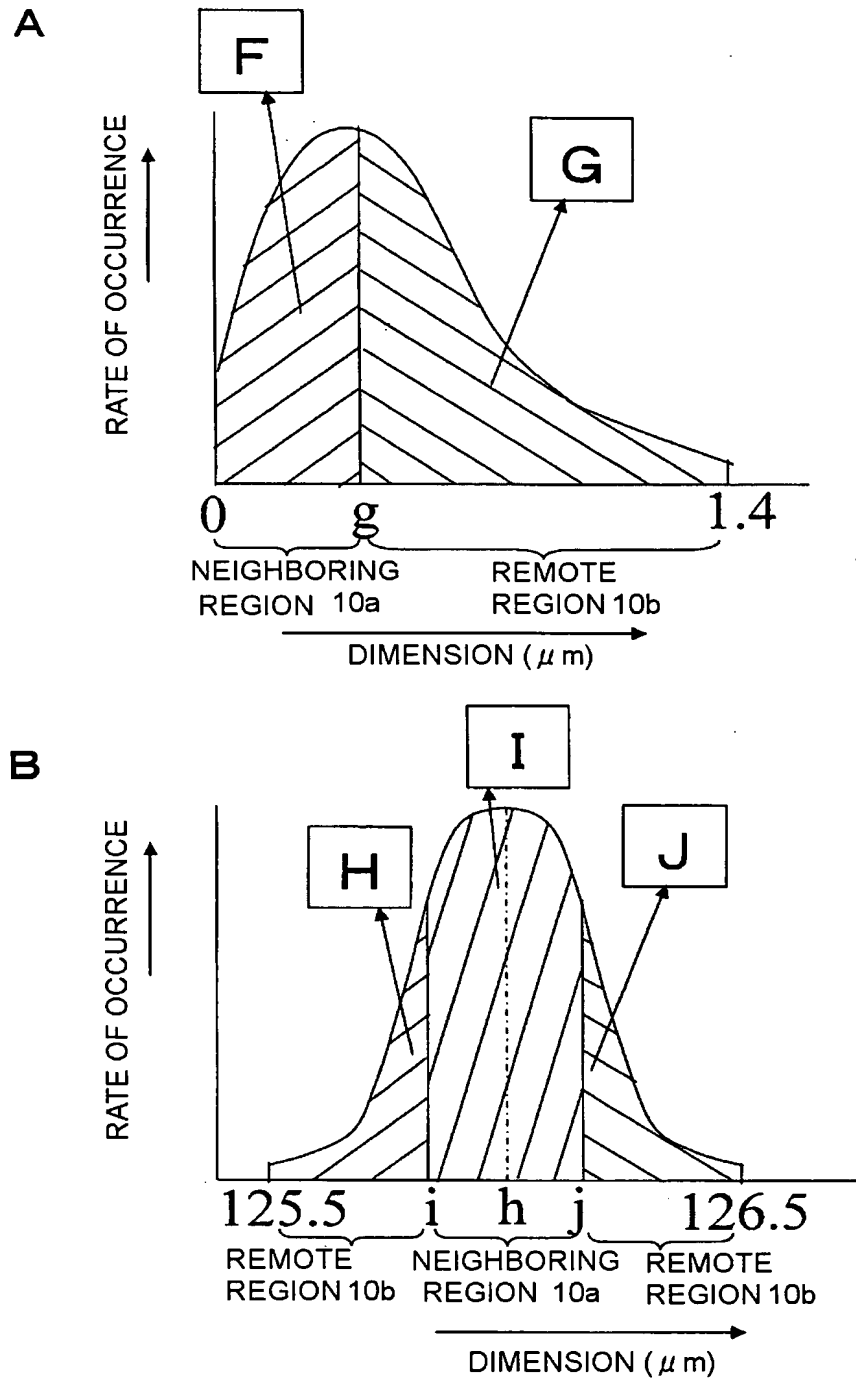 A
F
G
RATE OF OCCURRENCE
0 g 1.4
NEIGHBORING
REGION 10a
REMOTE
REGION 10b
DIMENSION (μm)
B
I
H
J
RATE OF OCCURRENCE
125.5 i h j 126.5
REMOTE
REGION 10b
NEIGHBORING
REGION 10a
REMOTE
REGION 10b
DIMENSION (μm)